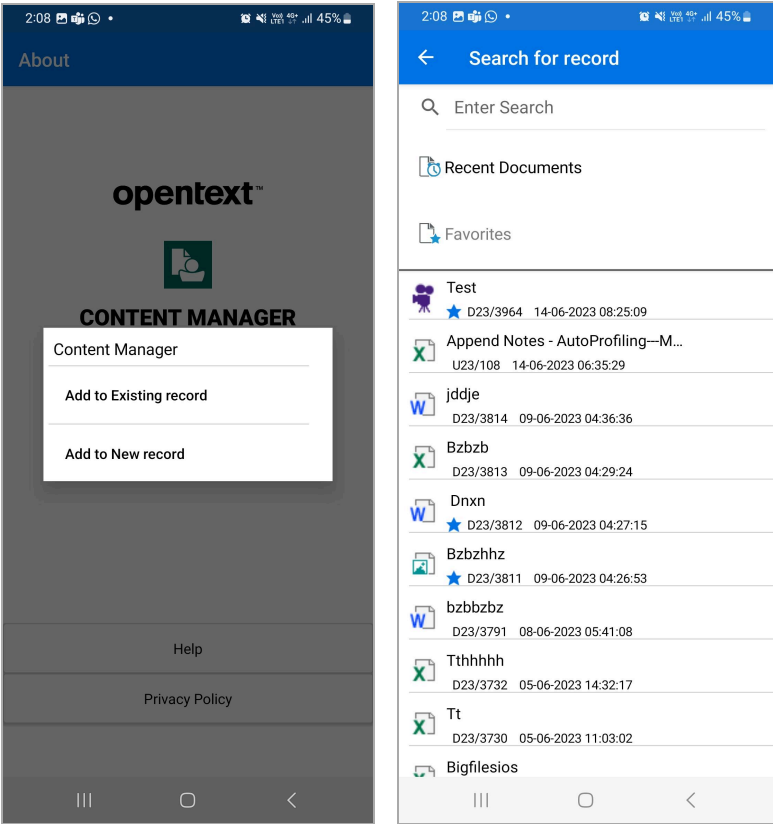 2:08
Voo) 4G+ LTE1 45%
About
opentext™
CONTENT MANAGER
Content Manager
Add to Existing record
Add to New record
Help
Privacy Policy
2:08
Voo) 4G+ LTE1 45%
Search for record
Enter Search
Recent Documents
Favorites
Test
D23/3964 14-06-2023 08:25:09
Append Notes - AutoProfiling---M...
U23/108 14-06-2023 06:35:29
jddje
D23/3814 09-06-2023 04:36:36
Bzbzb
D23/3813 09-06-2023 04:29:24
Dnxn
D23/3812 09-06-2023 04:27:15
Bzbzhhz
D23/3811 09-06-2023 04:26:53
bzbbzbz
D23/3791 08-06-2023 05:41:08
Tthhhhh
D23/3732 05-06-2023 14:32:17
Tt
D23/3730 05-06-2023 11:03:02
Bigfilesios